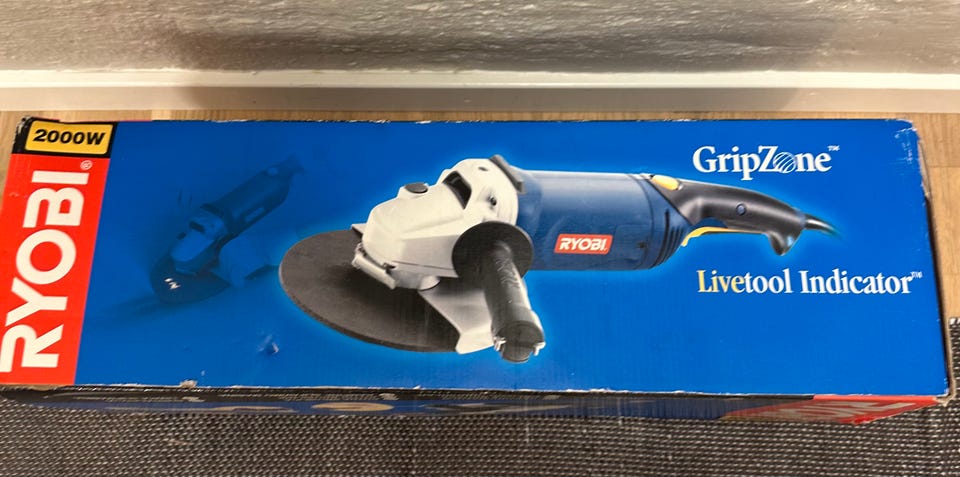 2000W
RYOBI®
GripZone™
RYOBI.
Livetool Indicator™